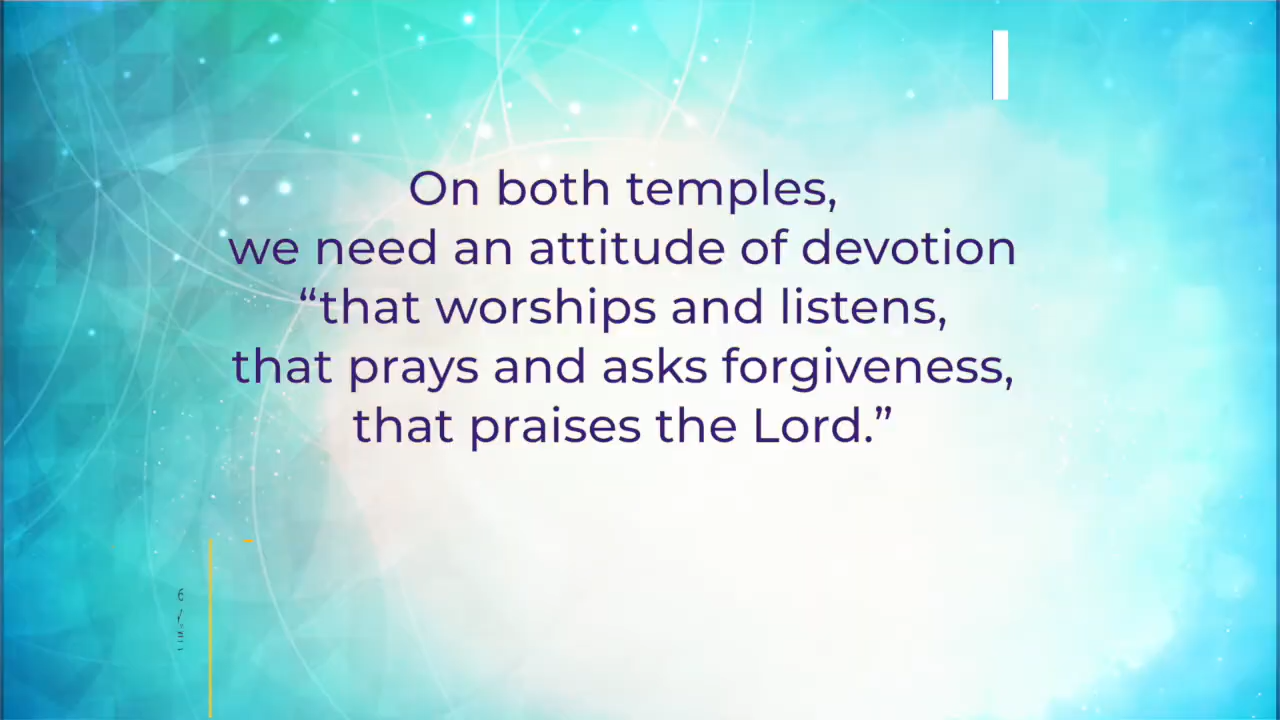 On both temples,
we need an attitude of devotion
“that worships and listens,
that prays and asks forgiveness,
that praises the Lord.”